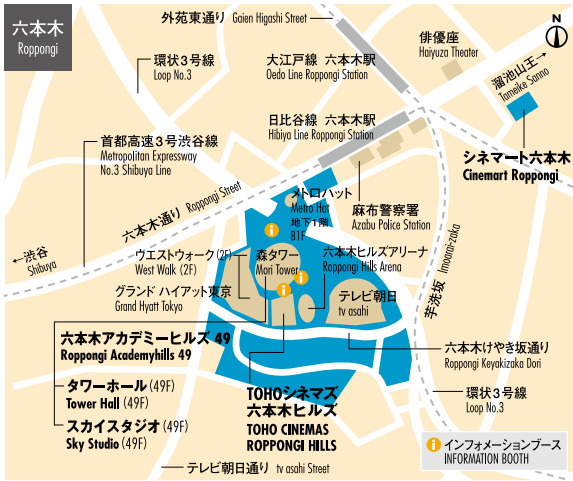 六本木
Roppongi
外苑東通り Gaien Higashi Street
N
俳優座
Haiyuza Theater
環状3号線
Loop No.3
大江戸線 六本木駅
Oedo Line Roppongi Station
溜池山王→
Tameike Sanno
日比谷線 六本木駅
Hibiya Line Roppongi Station
首都高速3号渋谷線
Metropolitan Expressway
No.3 Shibuya Line
シネマート六本木
Cinemart Roppongi
六本木通り Roppongi Street
メトロハット
Metro Hat
地下1階
B1F
麻布警察署
Azabu Police Station
芋洗坂 Imoarai-zaka
←渋谷
Shibuya
ウエストウォーク(2F)
West Walk (2F)
森タワー
Mori Tower
六本木ヒルズアリーナ
Roppongi Hills Arena
グランド ハイアット東京
Grand Hyatt Tokyo
テレビ朝日
tv asahi
六本木アカデミーヒルズ 49
Roppongi Academyhills 49
六本木けやき坂通り
Roppongi Keyakizaka Dori
タワーホール(49F)
Tower Hall (49F)
スカイスタジオ(49F)
Sky Studio (49F)
TOHOシネマズ
六本木ヒルズ
TOHO CINEMAS
ROPPONGI HILLS
環状3号線
Loop No.3
i インフォメーションブース
INFORMATION BOOTH
テレビ朝日通り tv asahi Street